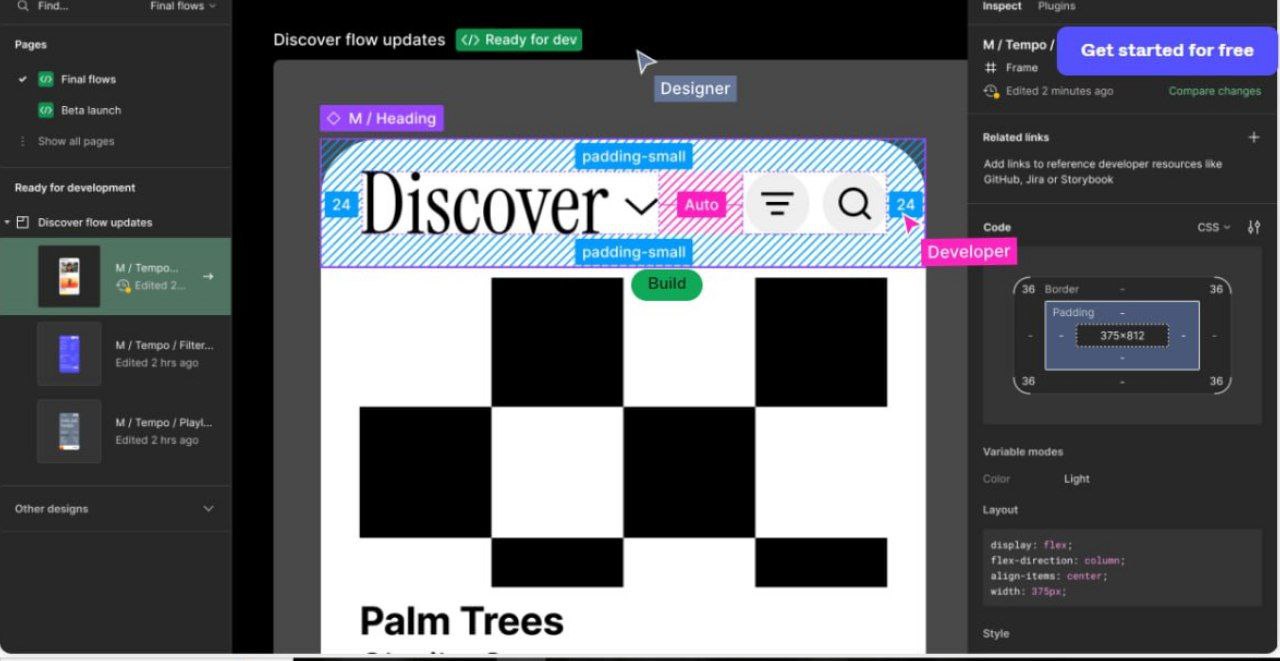 Find...
Final flows
Pages
Final flows
Beta launch
Show all pages
Ready for development
Discover flow updates
M / Tempo...
Edited 2...
M / Tempo / Filter...
Edited 2 hrs ago
M / Tempo / Playl...
Edited 2 hrs ago
Other designs
Discover flow updates
</> Ready for dev
Designer
M / Heading
padding-small
24
Discover
Auto
24
padding-small
Developer
Build
Palm Trees
Inspect
Plugins
M / Tempo /
Get started for free
Frame
Edited 2 minutes ago
Compare changes
Related links
Add links to reference developer resources like
GitHub, Jira or Storybook
Code
CSS
36 Border - 36
Padding -
- - 375×812 - -
-
36 - 36
Variable modes
Color Light
Layout
display: flex;
flex-direction: column;
align-items: center;
width: 375px;
Style